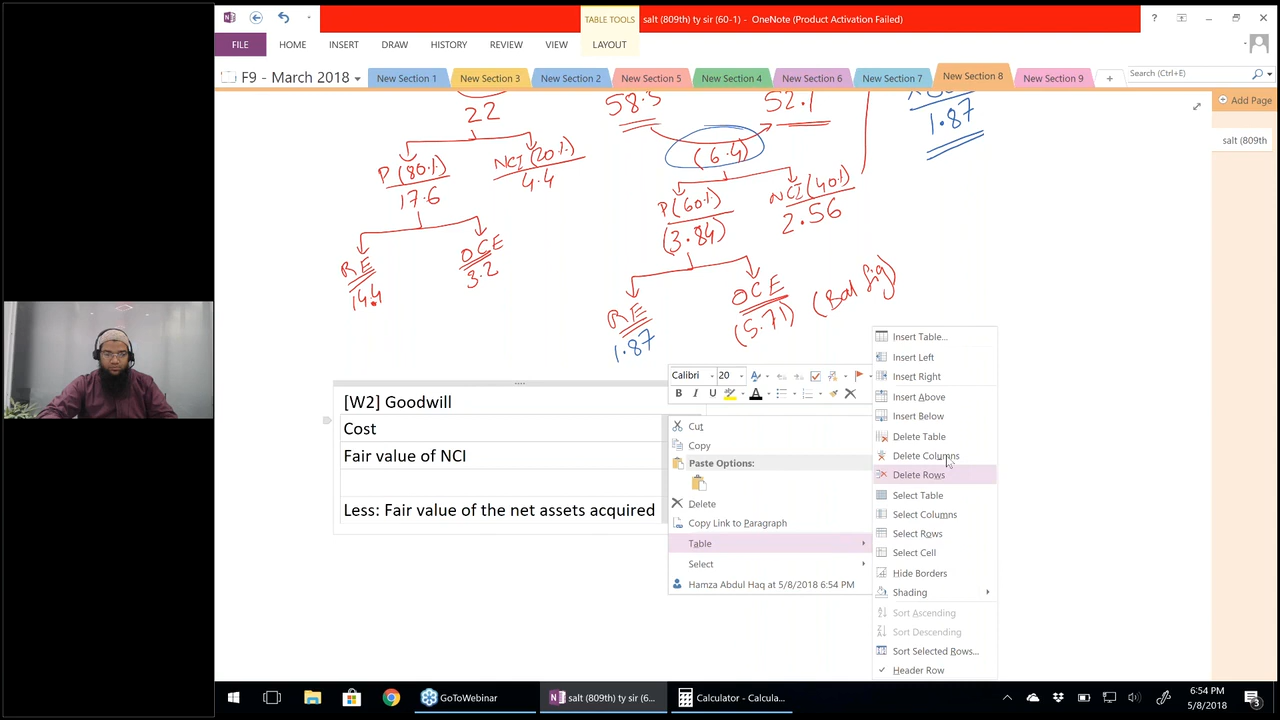 salt (809th) ty sir (60-1) - OneNote (Product Activation Failed)
TABLE TOOLS
FILE HOME INSERT DRAW HISTORY REVIEW VIEW LAYOUT
F9 - March 2018
New Section 1 New Section 3 New Section 2 New Section 5 New Section 4 New Section 6 New Section 7 New Section 8 New Section 9
Search (Ctrl+E)
Add Page
salt (809th
22
58.5
52.1
1.87
(6.4)
P (80%)
17.6
NCI (20%)
4.4
P (60%)
(3.84)
NCI (40%)
2.56
RE
14.4
OCE
3.2
RE
1.87
OCE
(5.71)
(Bal fig)
[W2] Goodwill
Cost
Fair value of NCI
Less: Fair value of the net assets acquired
Calibri 20
B I U
Cut
Copy
Paste Options:
Delete
Copy Link to Paragraph
Table
Select
Hamza Abdul Haq at 5/8/2018 6:54 PM
Insert Table...
Insert Left
Insert Right
Insert Above
Insert Below
Delete Table
Delete Columns
Delete Rows
Select Table
Select Columns
Select Rows
Select Cell
Hide Borders
Shading
Sort Ascending
Sort Descending
Sort Selected Rows...
Header Row
GoToWebinar
salt (809th) ty sir (6...
Calculator - Calcula...
6:54 PM
5/8/2018
3